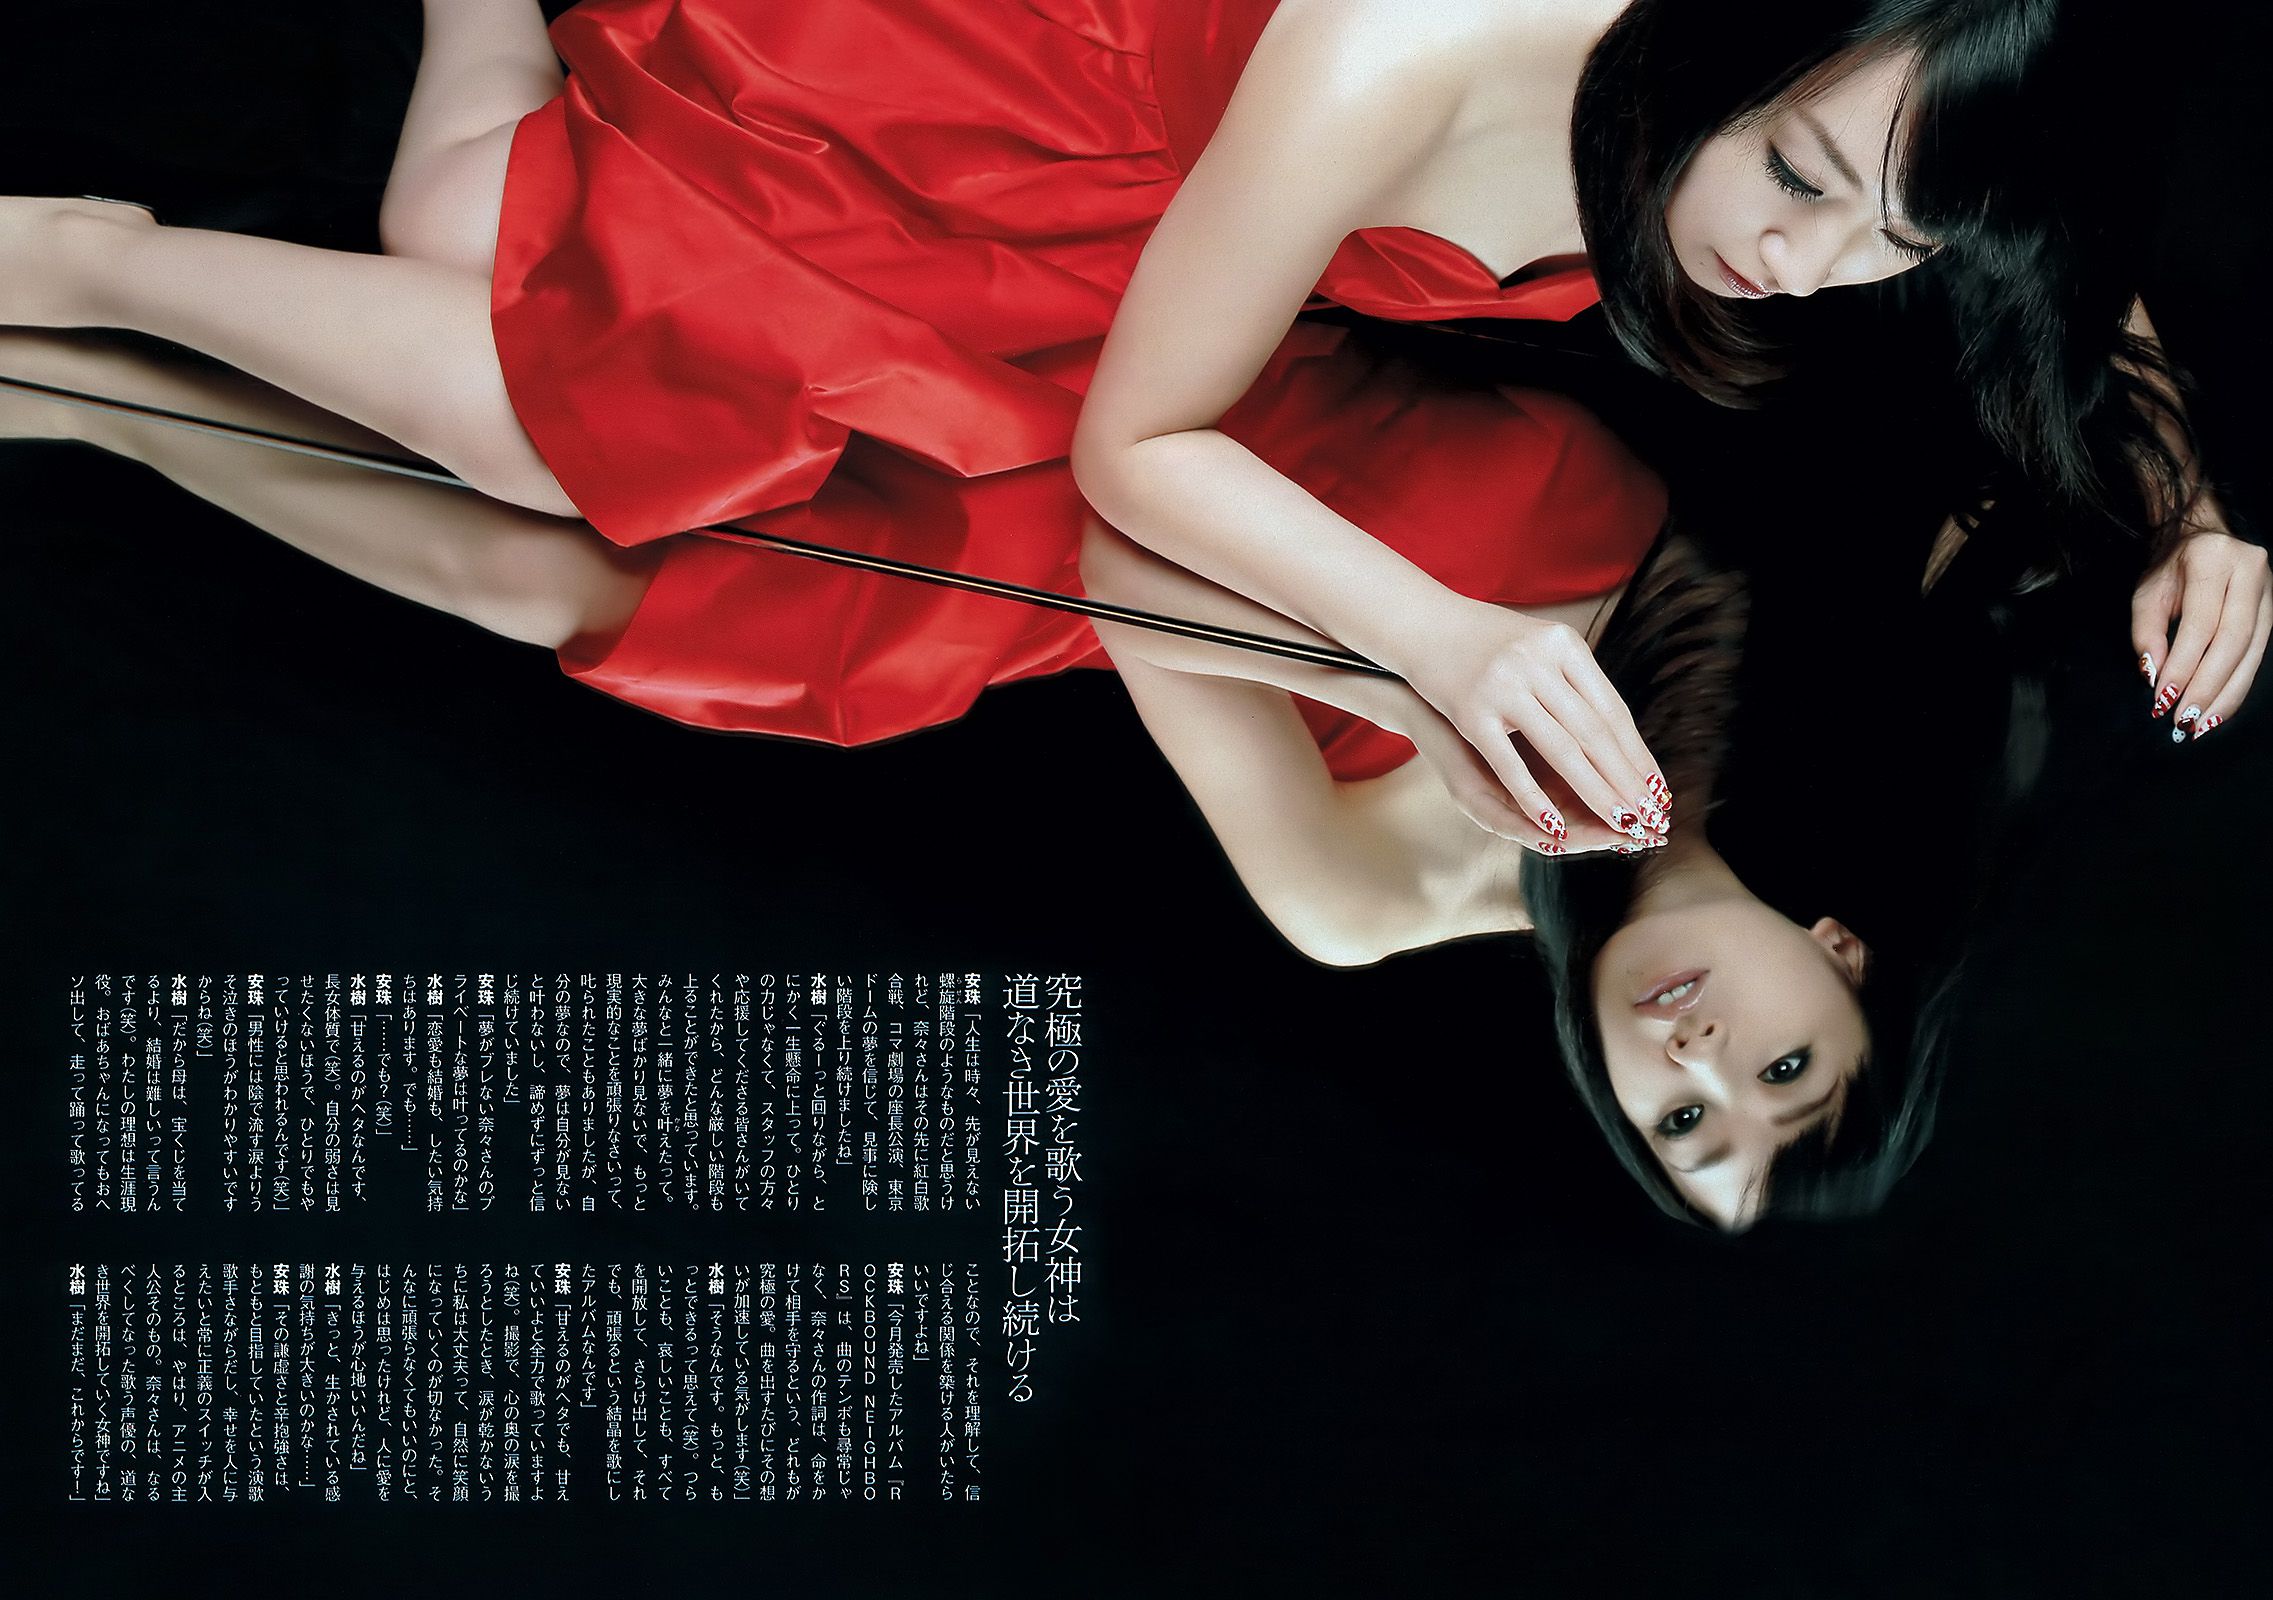 究極の愛を歌う女神は
道なき世界を開拓し続ける
安珠「人生は時々、先が見えない
螺旋階段のようなものだと思うけ
れど、奈々さんはその先に紅白歌
合戦、コマ劇場の座長公演、東京
ドームの夢を信じて、見事に険し
い階段を上り続けましたね」
水樹「ぐるーっと回りながら、と
にかく一生懸命に上って。ひとり
の力じゃなくて、スタッフの方々
や応援してくださる皆さんがいて
くれたから、どんな厳しい階段も
上ることができたと思っています。
みんなと一緒に夢を叶えたって。
大きな夢ばかり見ないで、もっと
現実的なことを頑張りなさいって、
叱られたこともありましたが、自
分の夢なので、夢は自分が見ない
と叶わないし、諦めずにずっと信
じ続けていました」
安珠「夢がブレない奈々さんのプ
ライベートな夢は叶ってるのかな」
水樹「恋愛も結婚も、したい気持
ちはあります。でも……」
安珠「……でも?(笑)」
水樹「甘えるのがヘタなんです、
長女体質で(笑)。自分の弱さは見
せたくないほうで、ひとりでもや
っていけると思われるんです(笑)」
安珠「男性には陰で流す涙よりう
そ泣きのほうがわかりやすいです
からね(笑)」
水樹「だから母は、宝くじを当て
るより、結婚は難しいって言うん
です(笑)。わたしの理想は生涯現
役。おばあちゃんになってもおへ
ソ出して、走って踊って歌ってる
ことなので、それを理解して、信
じ合える関係を築ける人がいたら
いいですよね」
安珠「今月発売したアルバム『R
OCKBOUND NEIGHBO
RS』は、曲のテンポも尋常じゃ
なく、奈々さんの作詞は、命をか
けて相手を守るという、どれもが
究極の愛。曲を出すたびにその想
いが加速している気がします(笑)」
水樹「そうなんです。もっと、も
っとできるって思えて(笑)。つら
いことも、哀しいことも、すべて
を開放して、さらけ出して、それ
でも、頑張るという結晶を歌にし
たアルバムなんです」
安珠「甘えるのがヘタでも、甘え
ていいよと全力で歌っていますよ
ね(笑)。撮影で、心の奥の涙を撮
ろうとしたとき、涙が乾かないう
ちに私は大丈夫って、自然に笑顔
になっていくのが切なかった。そ
んなに頑張らなくてもいいのにと、
はじめは思ったけれど、人に愛を
与えるほうが心地いいんだね」
水樹「きっと、生かされている感
謝の気持ちが大きいのかな……」
安珠「その謙虚さと辛抱強さは、
もともと目指していたという演歌
歌手さながらだし、幸せを人に与
えたいと常に正義のスイッチが入
るところは、やはり、アニメの主
人公そのもの。奈々さんは、なる
べくしてなった歌う声優の、道な
き世界を開拓していく女神ですね」
水樹「まだまだ、これからです!」